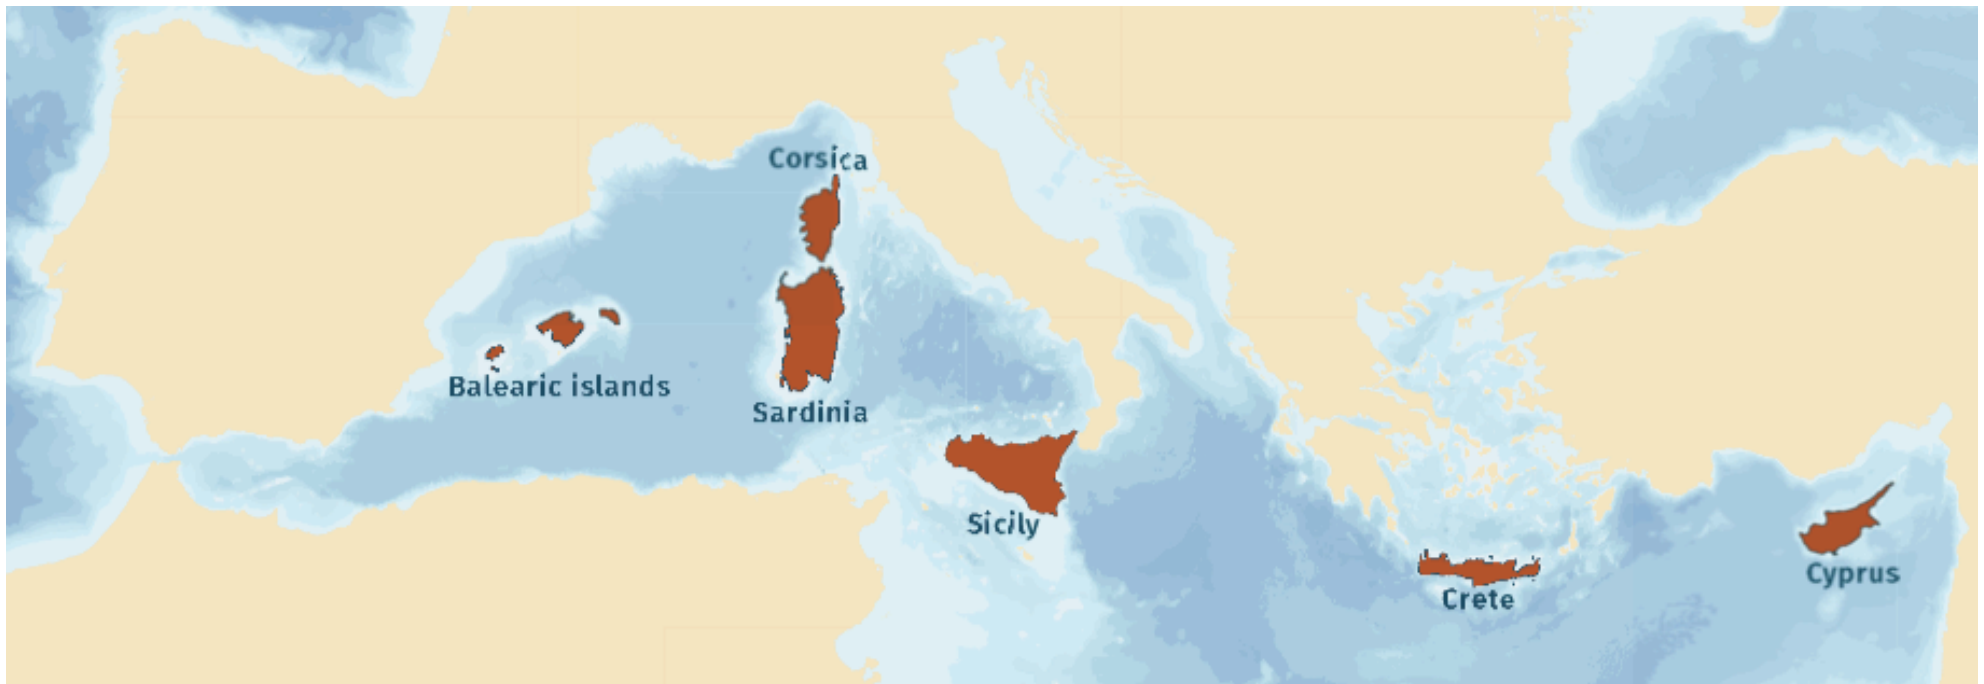 Corsica
Balearic islands
Sardinia
Sicily
Crete
Cyprus